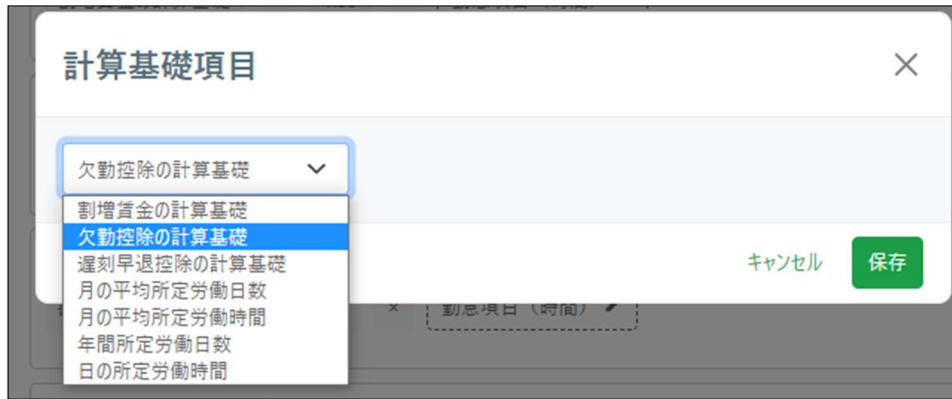 計算基礎項目
欠勤控除の計算基礎
割増賃金の計算基礎
欠勤控除の計算基礎
遅刻早退控除の計算基礎
月の平均所定労働日数
月の平均所定労働時間
年間所定労働日数
日の所定労働時間
キャンセル
保存
× 勤怠項目（時間）